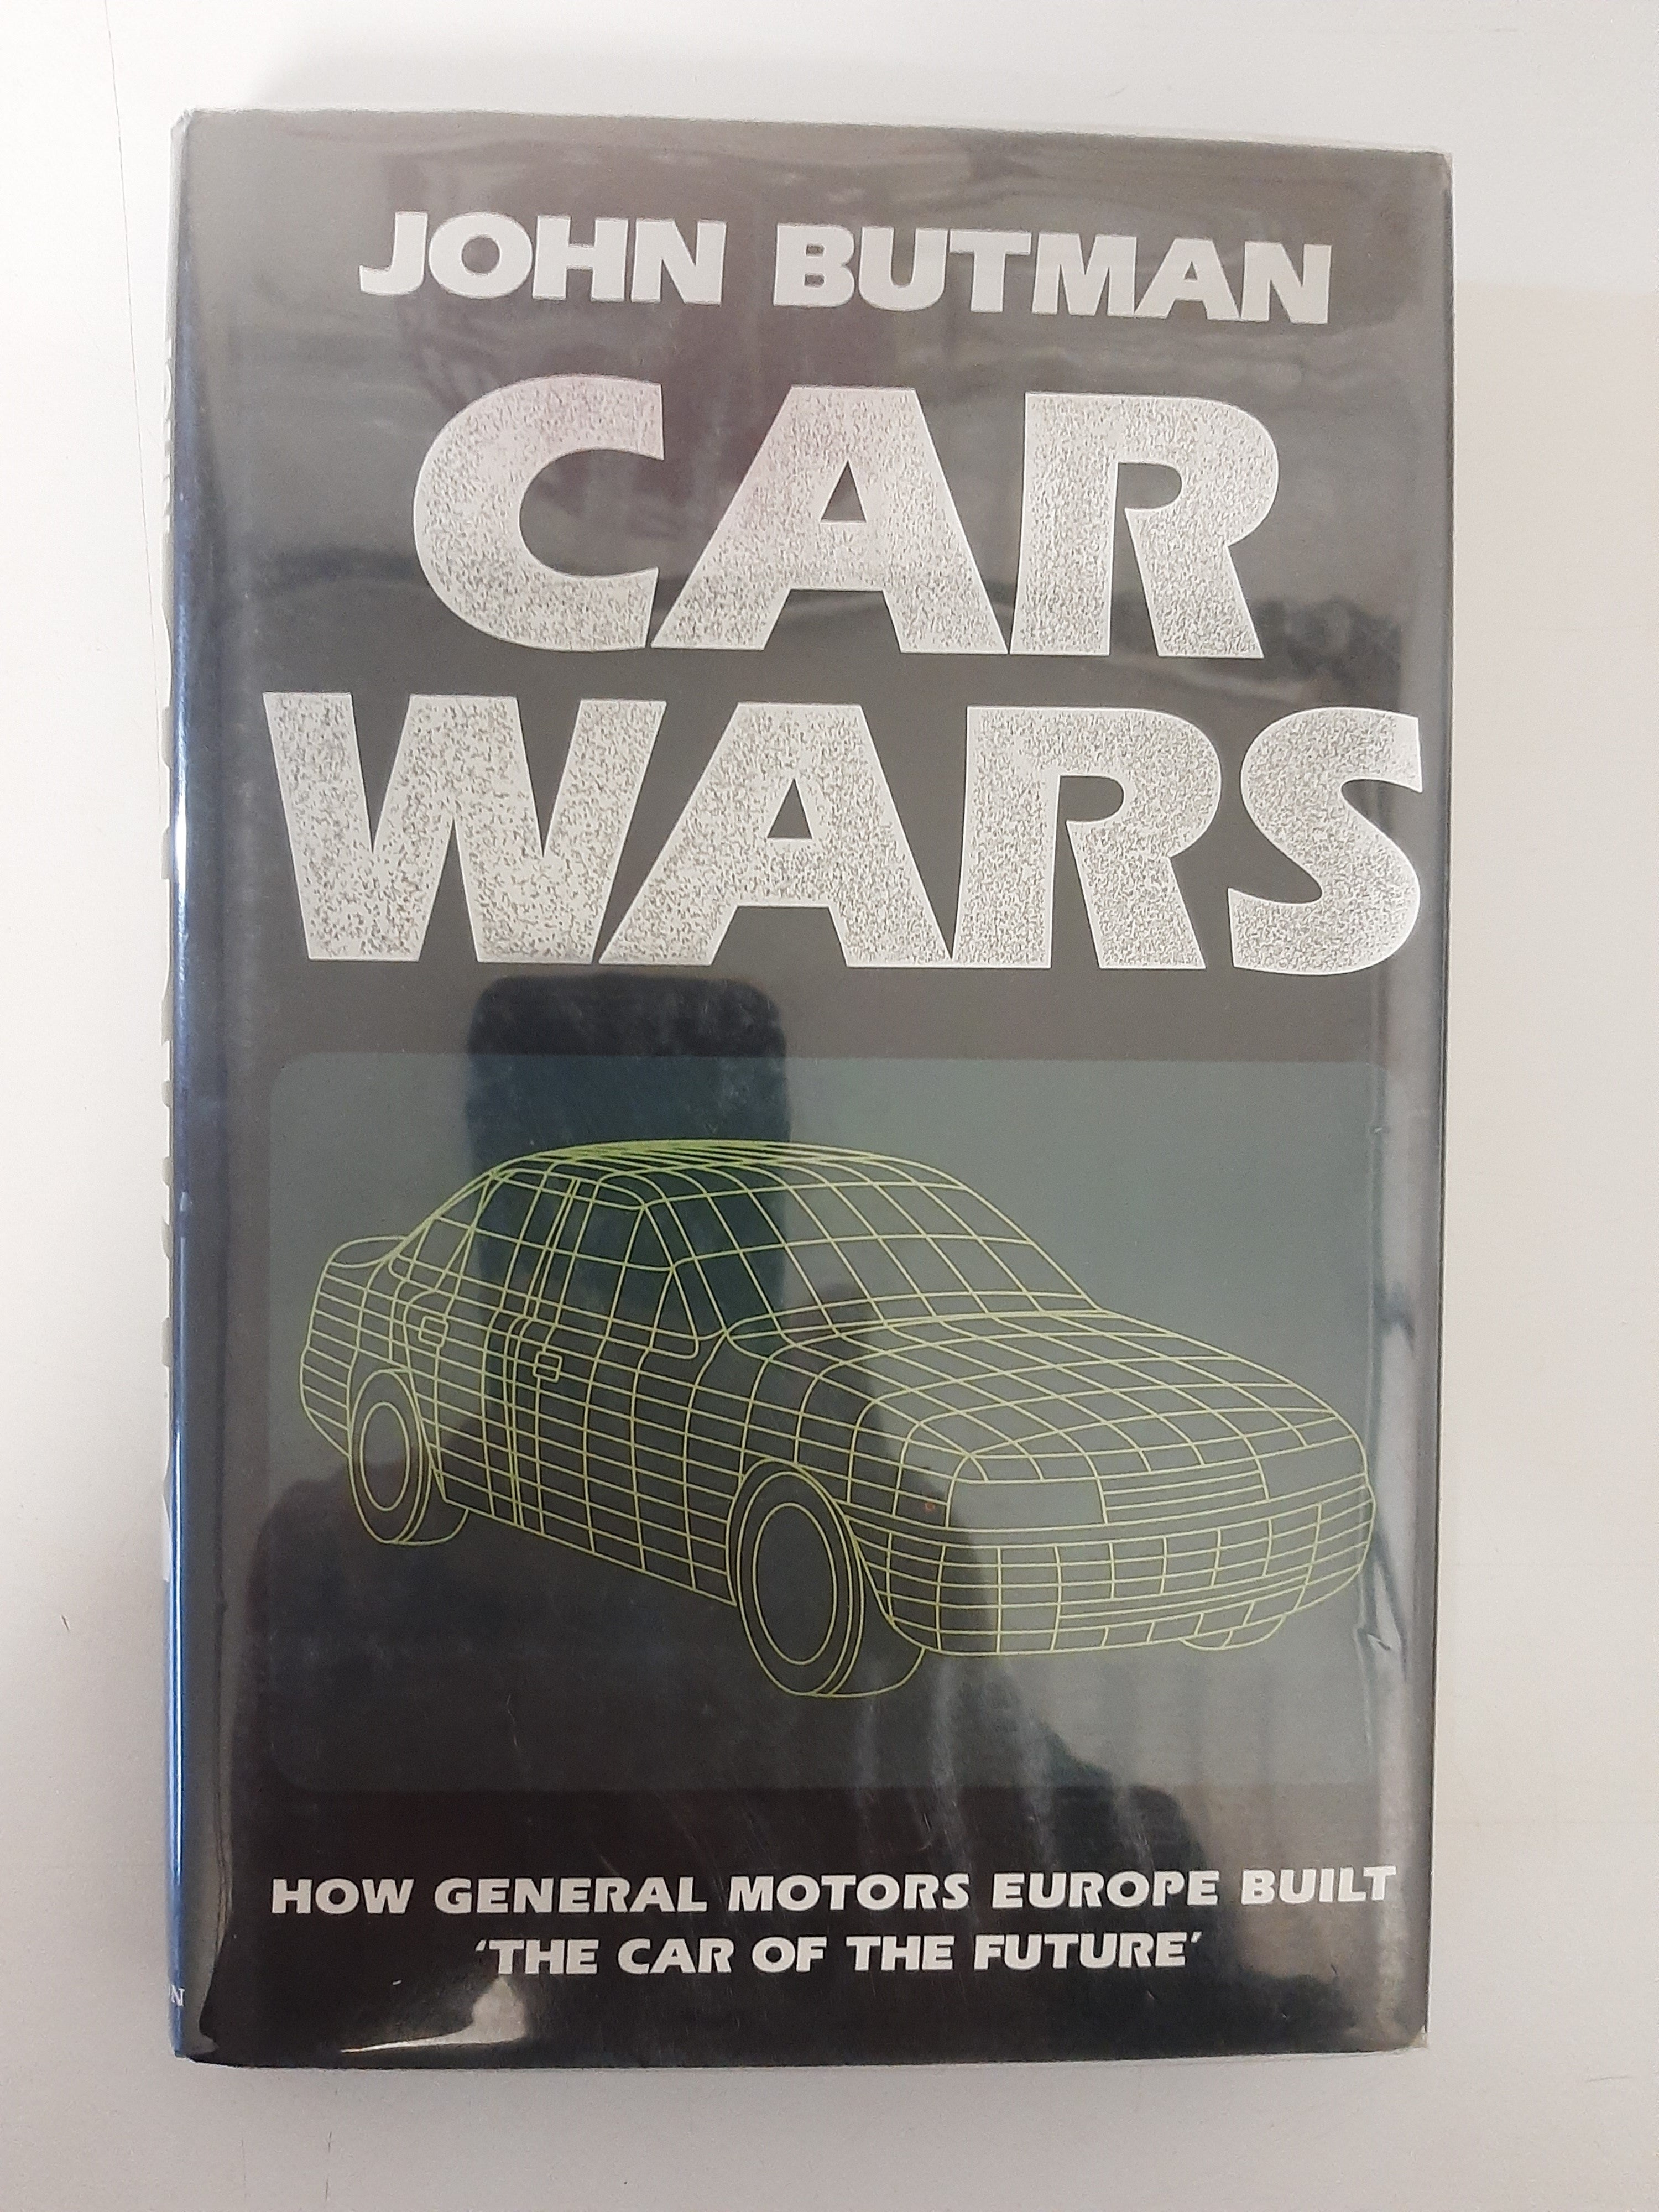 JOHN BUTMAN
CAR
WARS
HOW GENERAL MOTORS EUROPE BUILT
‘THE CAR OF THE FUTURE’
N